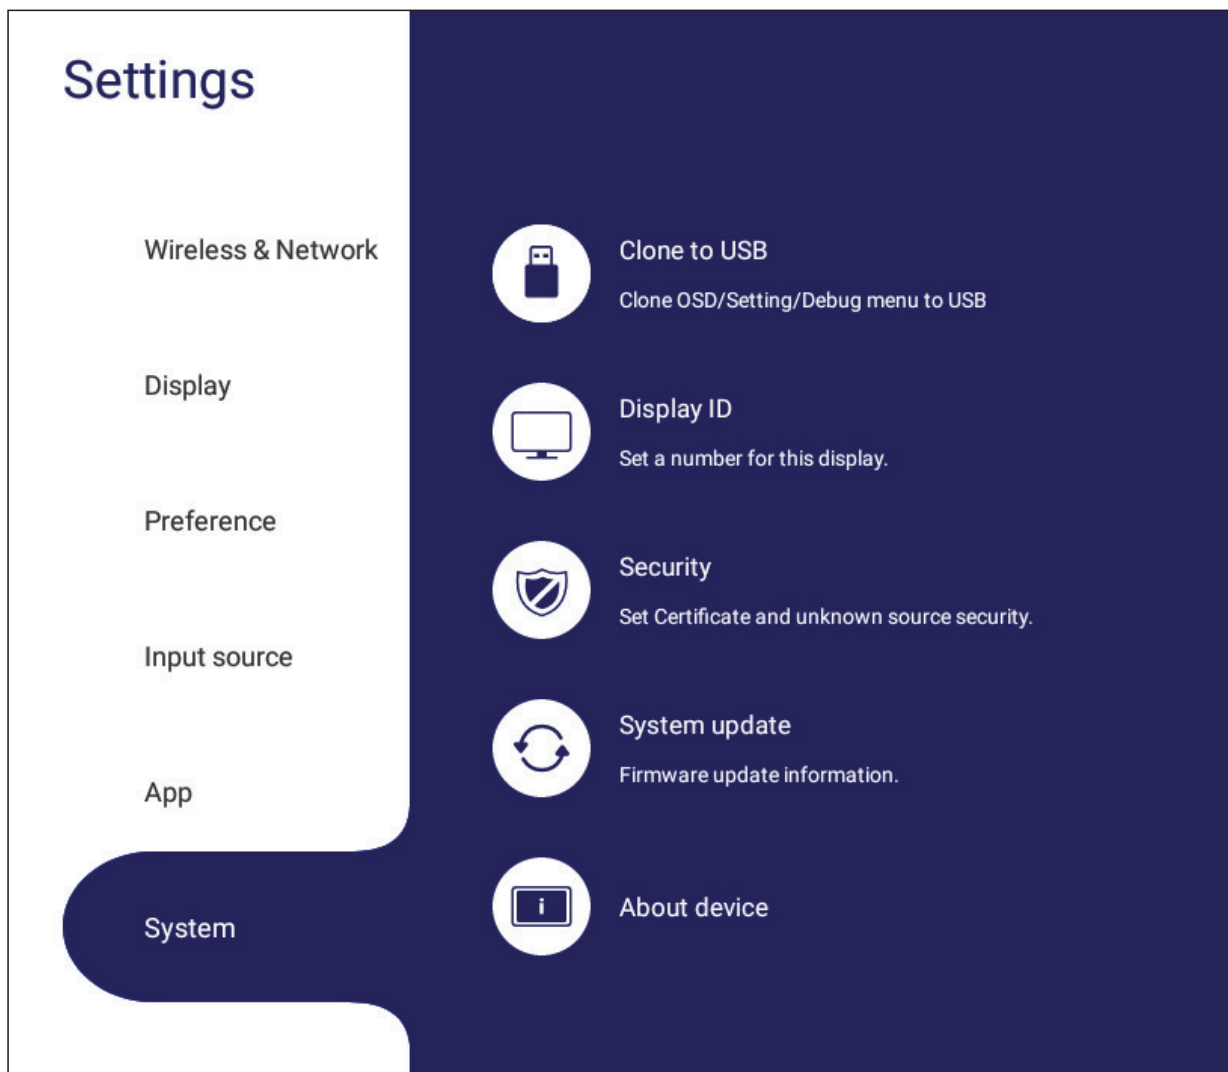 Settings
Wireless & Network
Display
Preference
Input source
App
System
Clone to USB
Clone OSD/Setting/Debug menu to USB
Display ID
Set a number for this display.
Security
Set Certificate and unknown source security.
System update
Firmware update information.
i
About device